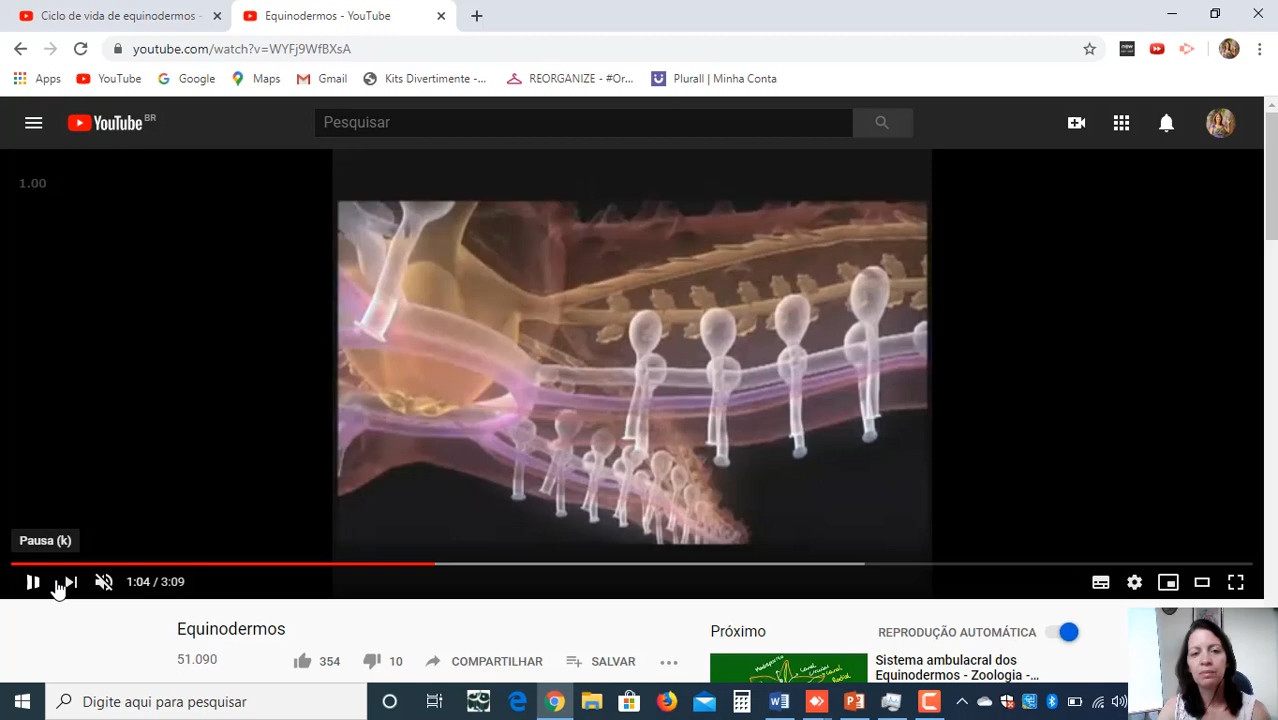 Ciclo de vida de equinodermos -
Equinodermos - YouTube
youtube.com/watch?v=WYFj9WfBXsA
new
Apps
YouTube
Google
Maps
Gmail
Kits Divertimente -...
REORGANIZE - #Or...
Plurall | Minha Conta
YouTube BR
Pesquisar
1.00
Pausa (k)
1:04 / 3:09
Equinodermos
51.090
354
10
COMPARTILHAR
SALVAR
Próximo
REPRODUÇÃO AUTOMÁTICA
Sistema ambulacral dos
Equinodermos - Zoologia -...
Digite aqui para pesquisar